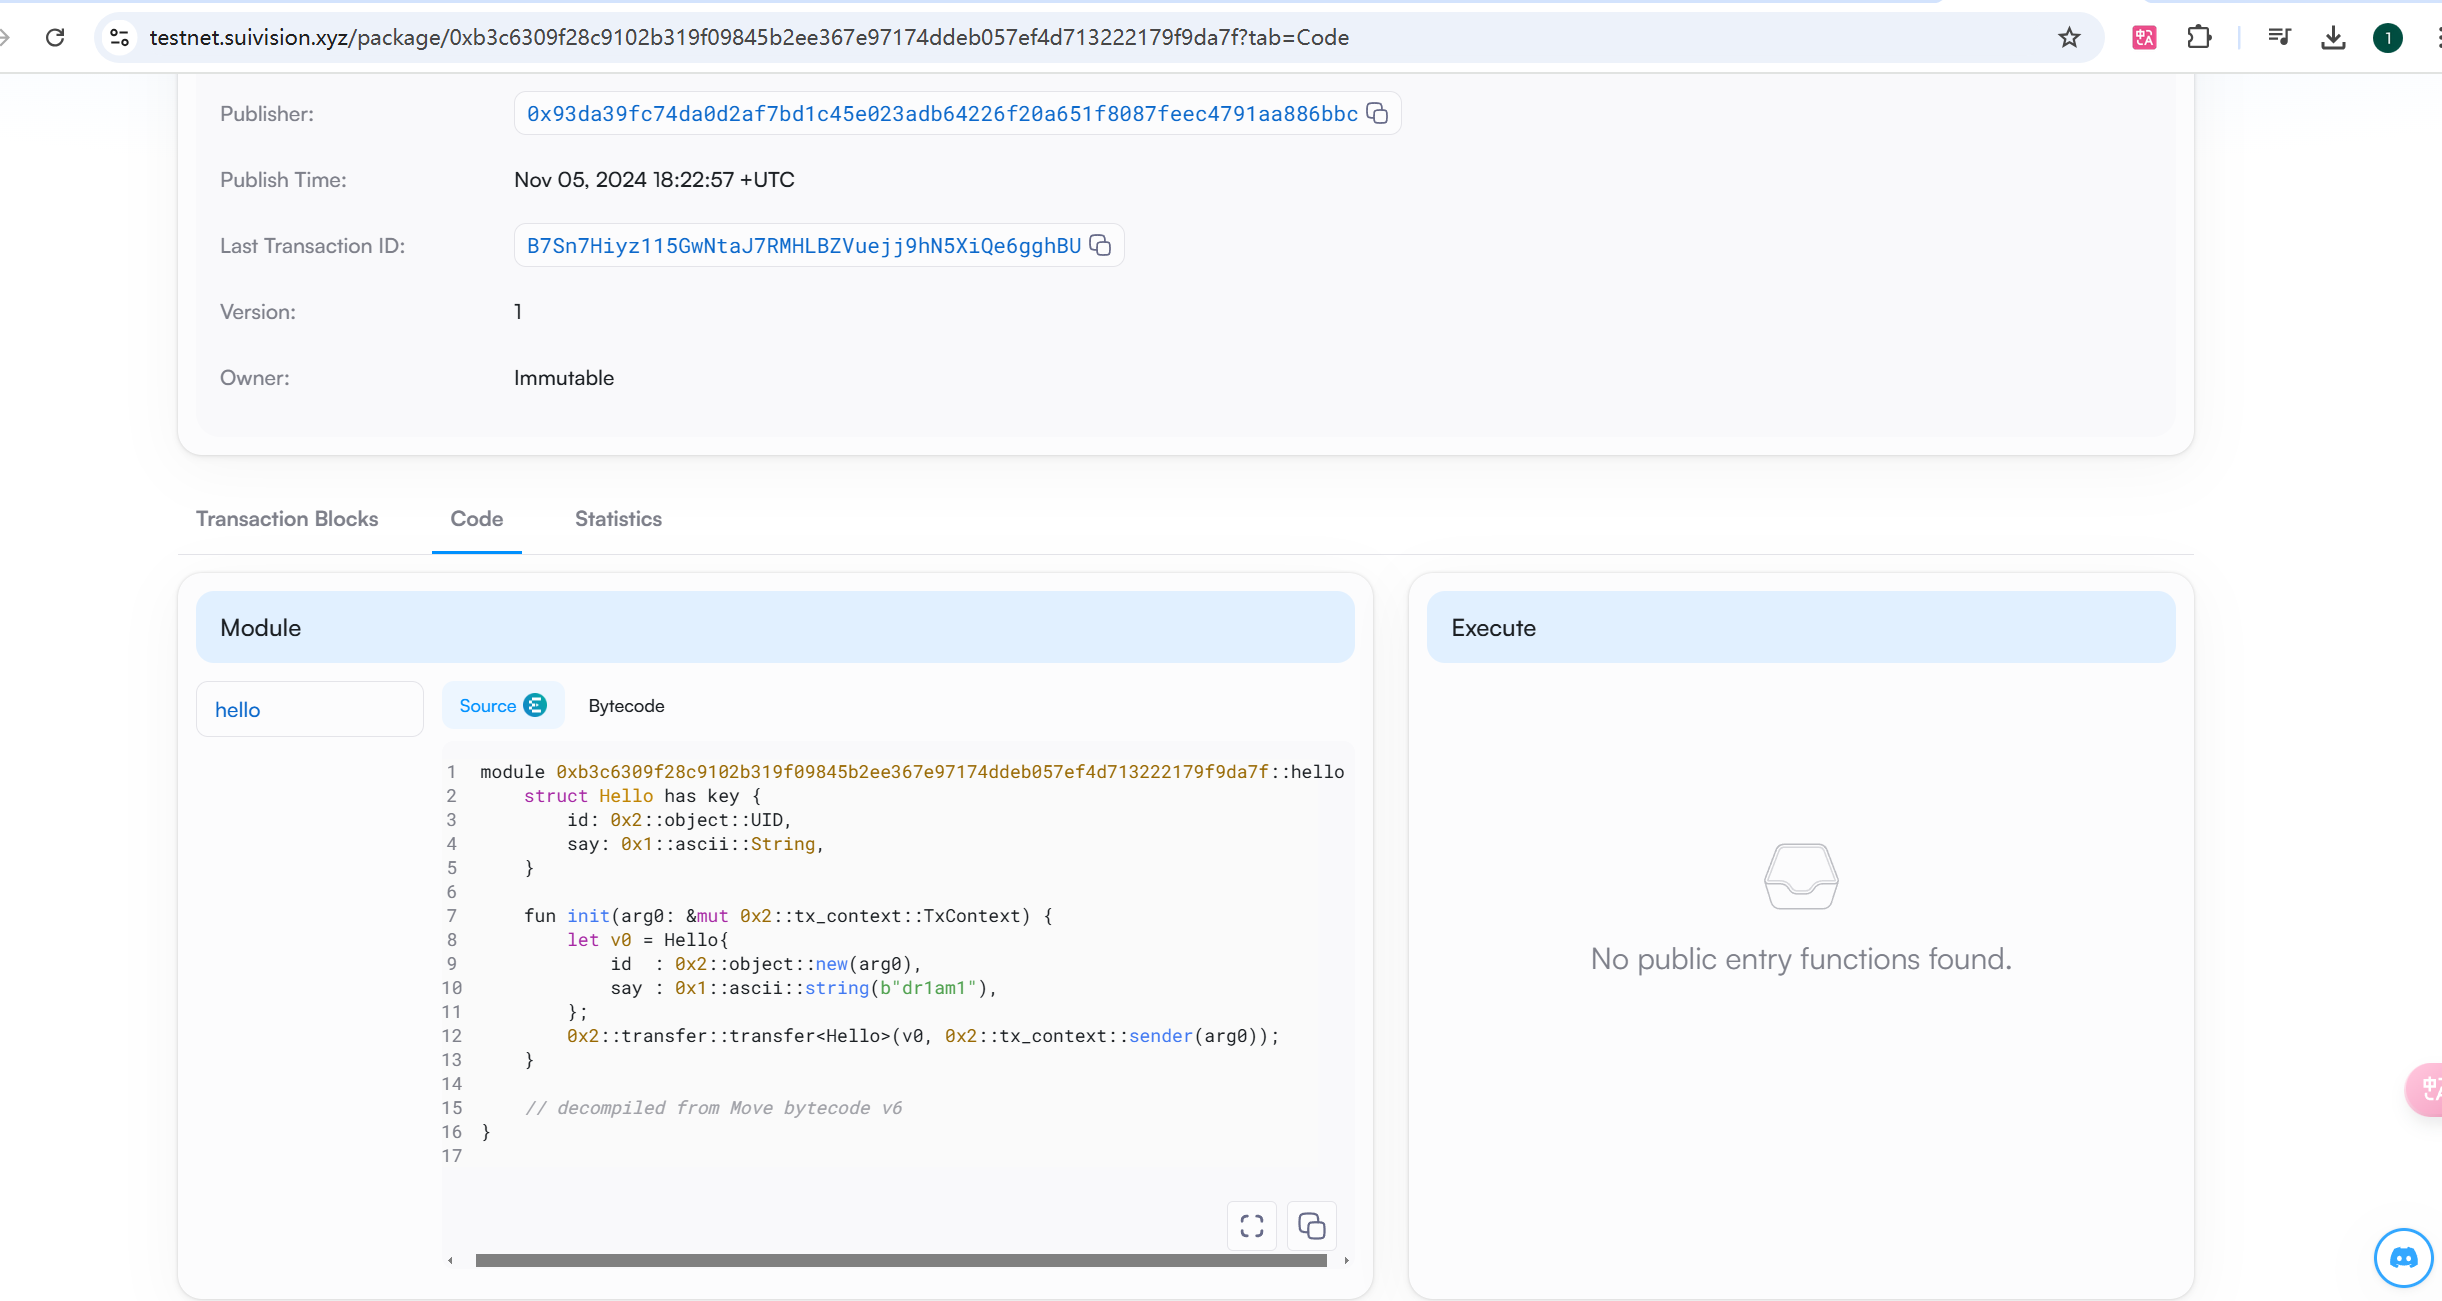 testnet.suivision.xyz/package/0xb3c6309f28c9102b319f09845b2ee367e97174ddeb057ef4d713222179f9da7f?tab=Code
1
Publisher:
0x93da39fc74da0d2af7bd1c45e023adb64226f20a651f8087feec4791aa886bbc
Publish Time:
Nov 05, 2024 18:22:57 +UTC
Last Transaction ID:
B7Sn7Hiyz115GwNtaJ7RMHLBZVuejj9hN5XiQe6gghBU
Version:
1
Owner:
Immutable
Transaction Blocks
Code
Statistics
Module
hello
Source
Bytecode
1 module 0xb3c6309f28c9102b319f09845b2ee367e97174ddeb057ef4d713222179f9da7f::hello
2     struct Hello has key {
3         id: 0x2::object::UID,
4         say: 0x1::ascii::String,
5     }
6
7     fun init(arg0: &mut 0x2::tx_context::TxContext) {
8         let v0 = Hello{
9             id  : 0x2::object::new(arg0),
10             say : 0x1::ascii::string(b"dr1am1"),
11         };
12         0x2::transfer::transfer<Hello>(v0, 0x2::tx_context::sender(arg0));
13     }
14
15     // decompiled from Move bytecode v6
16 }
17
Execute
No public entry functions found.